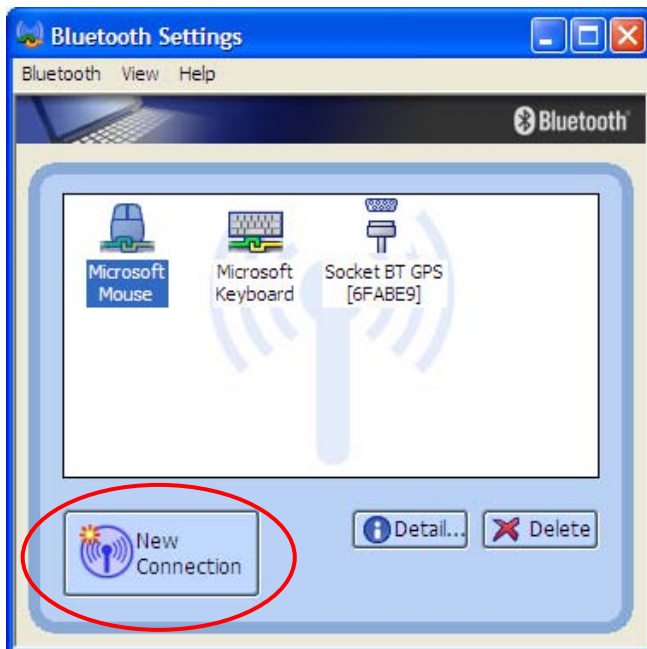 Bluetooth Settings
Bluetooth View Help
Bluetooth
Microsoft
Mouse
Microsoft
Keyboard
Socket BT GPS
[6FABE9]
New
Connection
Detail...
Delete